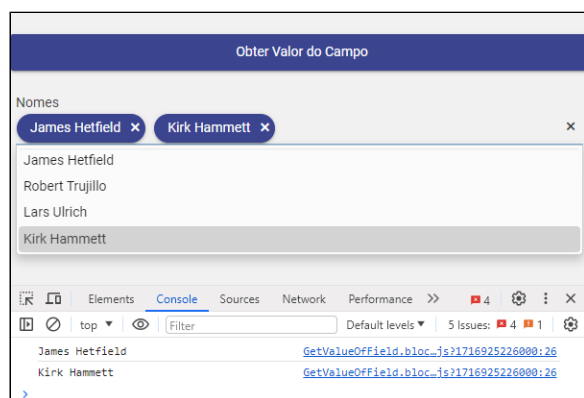 Obter Valor do Campo
Nomes
James Hetfield × Kirk Hammett × ×
James Hetfield
Robert Trujillo
Lars Ulrich
Kirk Hammett
Elements Console Sources Network Performance 4
top Filter Default levels 5 Issues: 4 1
James Hetfield GetValueOfField.bloc…js?1716925226000:26
Kirk Hammett GetValueOfField.bloc…js?1716925226000:26